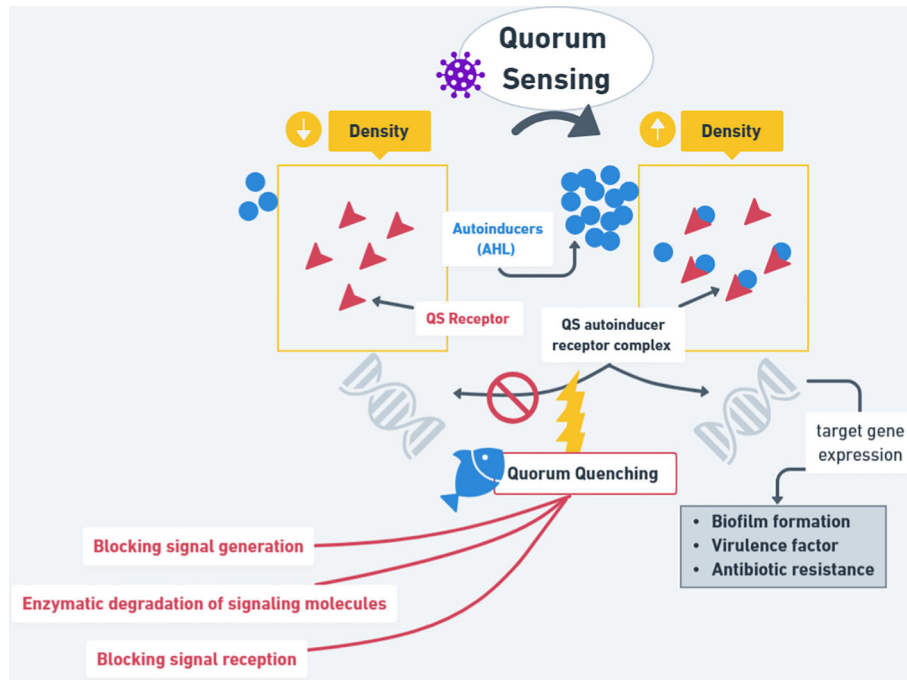 Quorum
Sensing
Density
Density
Autoinducers
(AHL)
QS Receptor
QS autoinducer
receptor complex
target gene
expression
Quorum Quenching
• Biofilm formation
• Virulence factor
• Antibiotic resistance
Blocking signal generation
Enzymatic degradation of signaling molecules
Blocking signal reception